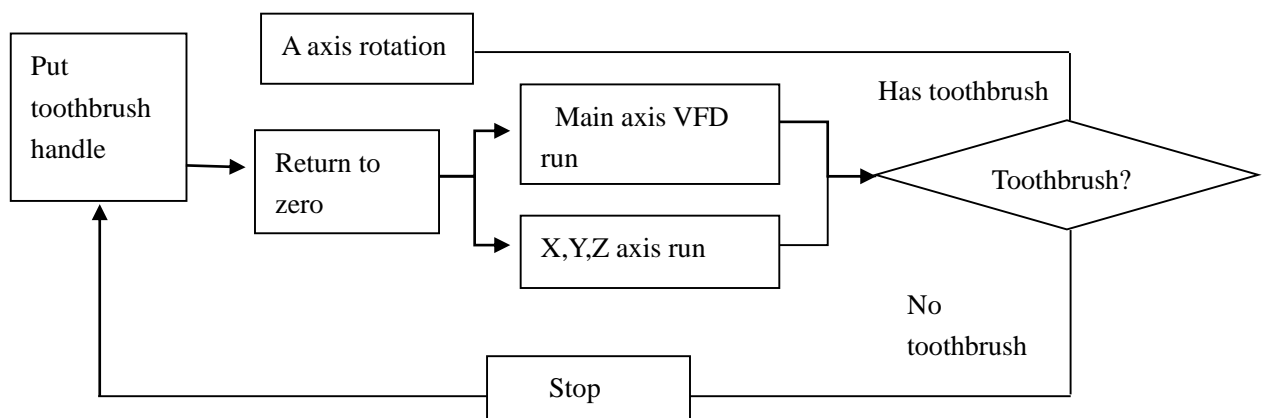 A axis rotation
Put
toothbrush
handle
Has toothbrush
Main axis VFD
run
Return to
zero
Toothbrush?
X,Y,Z axis run
No
toothbrush
Stop